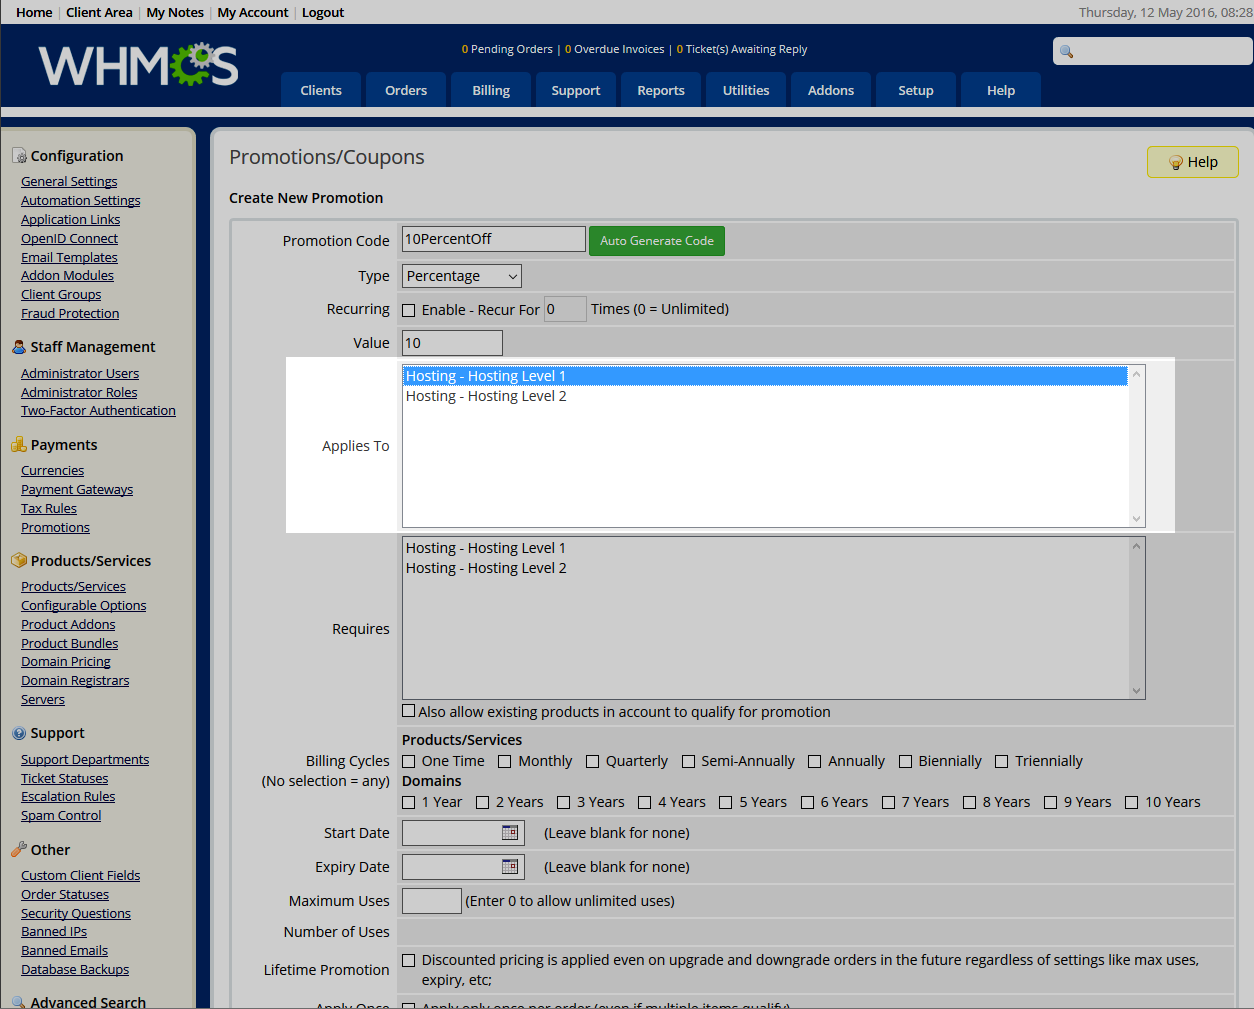 Home | Client Area | My Notes | My Account | Logout
Thursday, 12 May 2016, 08:28
WHMCS
0 Pending Orders | 0 Overdue Invoices | 0 Ticket(s) Awaiting Reply
Clients Orders Billing Support Reports Utilities Addons Setup Help
Configuration
General Settings
Automation Settings
Application Links
OpenID Connect
Email Templates
Addon Modules
Client Groups
Fraud Protection
Staff Management
Administrator Users
Administrator Roles
Two-Factor Authentication
Payments
Currencies
Payment Gateways
Tax Rules
Promotions
Products/Services
Products/Services
Configurable Options
Product Addons
Product Bundles
Domain Pricing
Domain Registrars
Servers
Support
Support Departments
Ticket Statuses
Escalation Rules
Spam Control
Other
Custom Client Fields
Order Statuses
Security Questions
Banned IPs
Banned Emails
Database Backups
Advanced Search
Promotions/Coupons
Help
Create New Promotion
Promotion Code 10PercentOff Auto Generate Code
Type Percentage
Recurring Enable - Recur For 0 Times (0 = Unlimited)
Value 10
Applies To
Hosting - Hosting Level 1
Hosting - Hosting Level 2
Requires
Hosting - Hosting Level 1
Hosting - Hosting Level 2
Also allow existing products in account to qualify for promotion
Billing Cycles
(No selection = any)
Products/Services
One Time Monthly Quarterly Semi-Annually Annually Biennially Triennially
Domains
1 Year 2 Years 3 Years 4 Years 5 Years 6 Years 7 Years 8 Years 9 Years 10 Years
Start Date (Leave blank for none)
Expiry Date (Leave blank for none)
Maximum Uses (Enter 0 to allow unlimited uses)
Number of Uses
Lifetime Promotion Discounted pricing is applied even on upgrade and downgrade orders in the future regardless of settings like max uses,
expiry, etc;
Apply Once Apply only once per order (even if multiple items qualify)